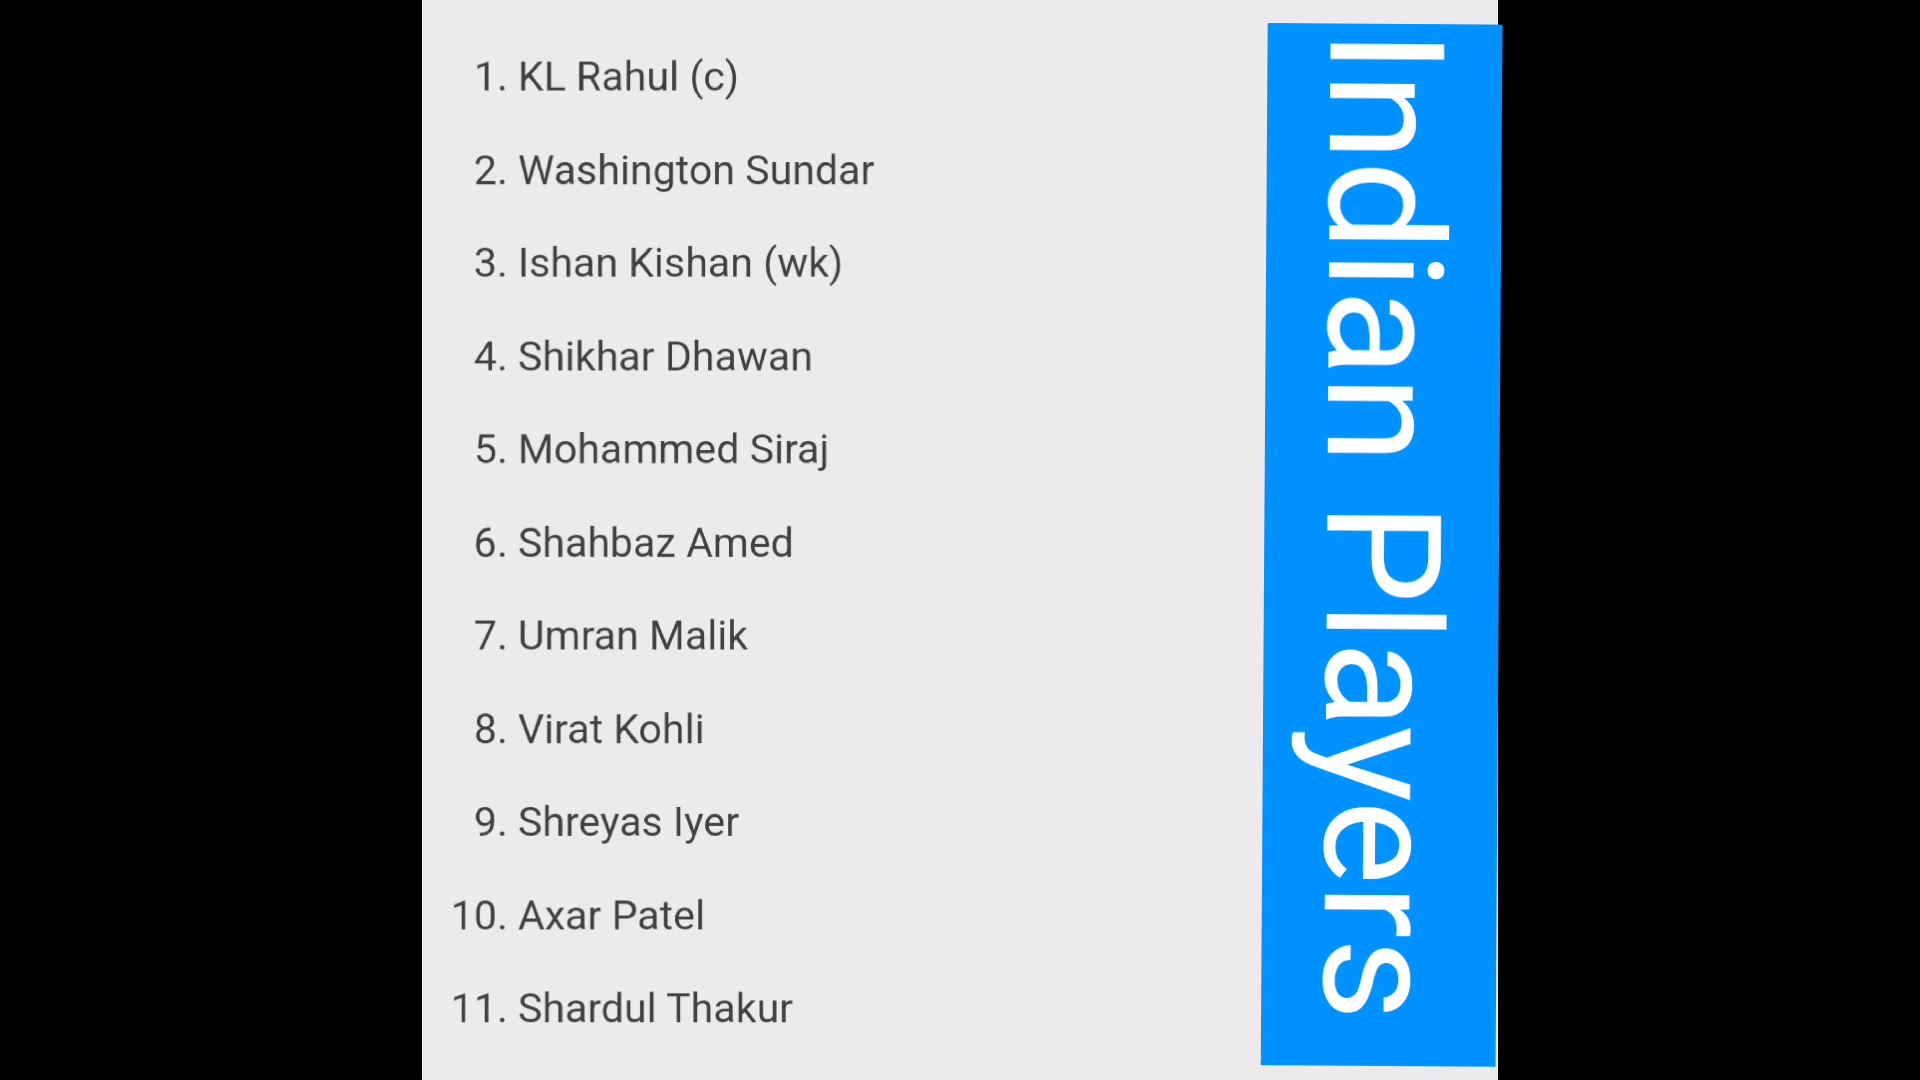 1. KL Rahul (c)
2. Washington Sundar
3. Ishan Kishan (wk)
4. Shikhar Dhawan
5. Mohammed Siraj
6. Shahbaz Amed
7. Umran Malik
8. Virat Kohli
9. Shreyas Iyer
10. Axar Patel
11. Shardul Thakur
Indian Players